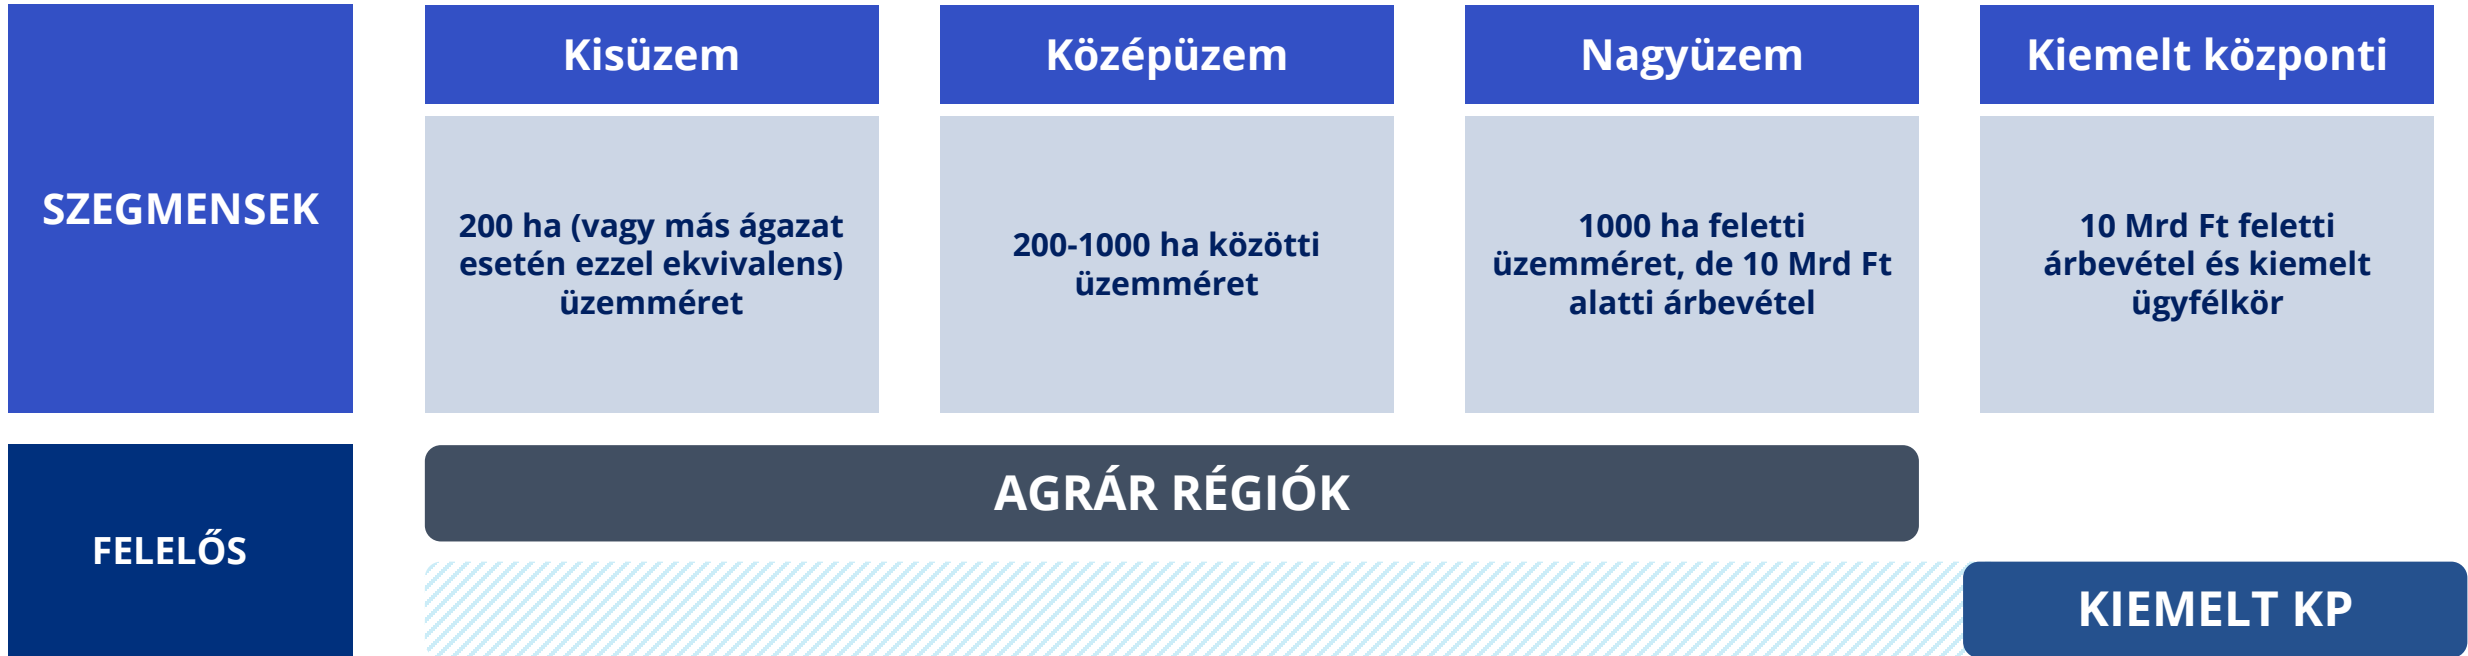 SZEGMENSEK
Kisüzem
200 ha (vagy más ágazat
esetén ezzel ekvivalens)
üzemméret
Középüzem
200-1000 ha közötti
üzemméret
Nagyüzem
1000 ha feletti
üzemméret, de 10 Mrd Ft
alatti árbevétel
Kiemelt központi
10 Mrd Ft feletti
árbevétel és kiemelt
ügyfélkör
FELELŐS
AGRÁR RÉGIÓK
KIEMELT KP